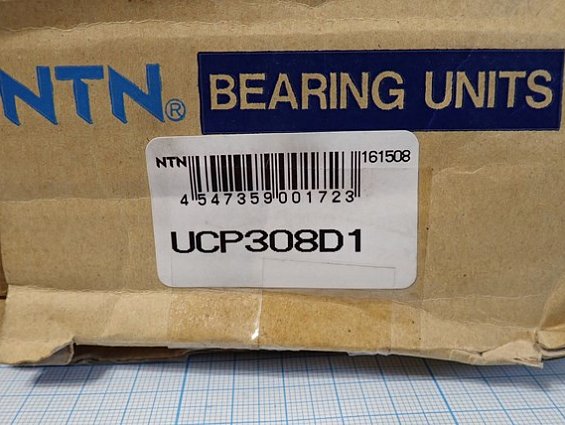 NTN® BEARING UNITS
NTN 161508
4 547359 001723
UCP308D1